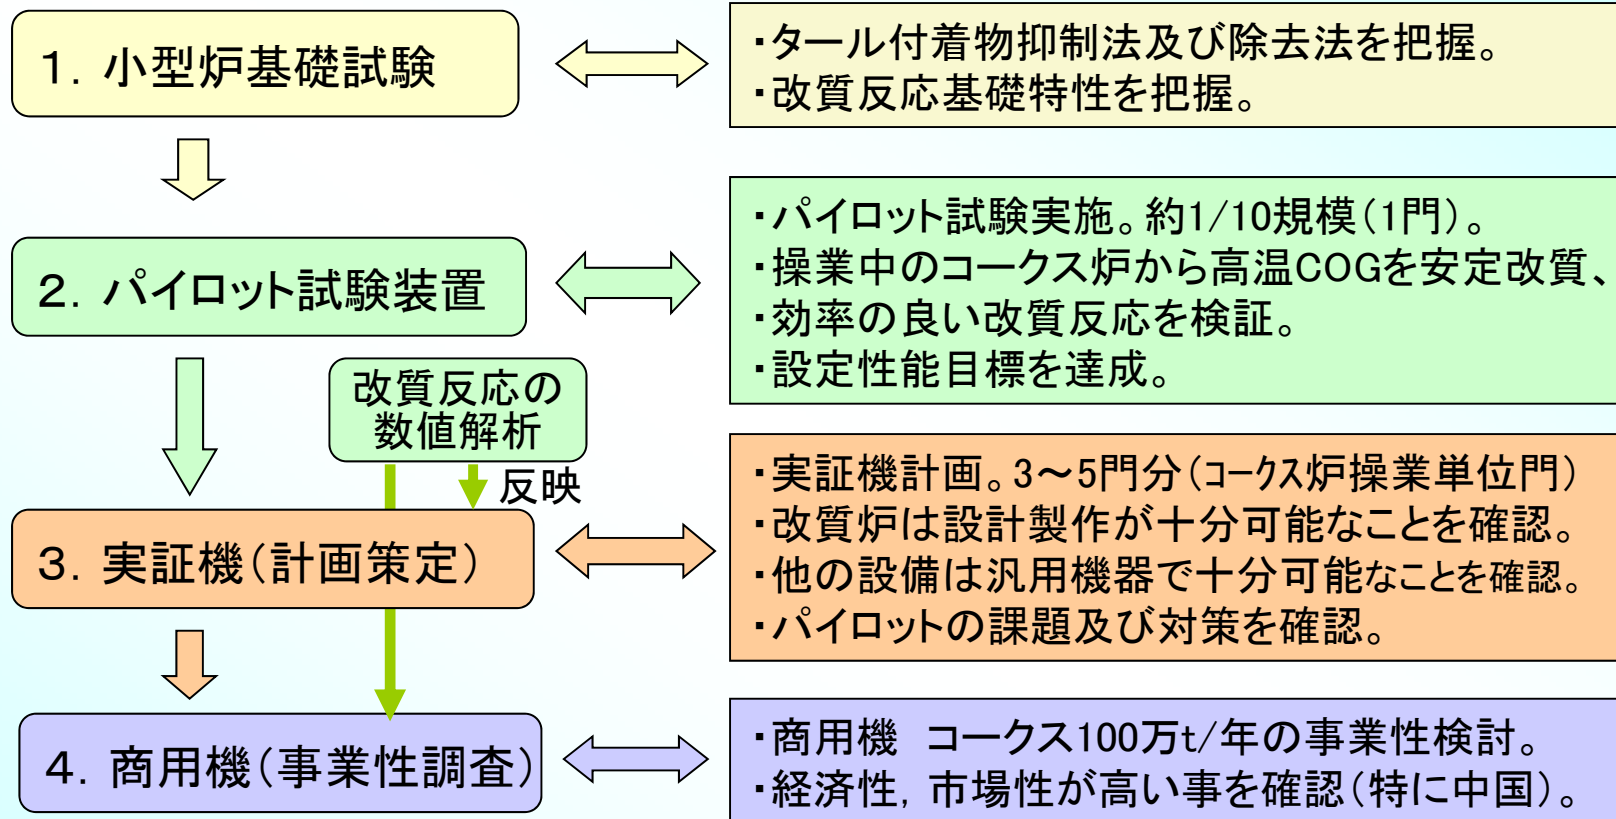 １．小型炉基礎試験
・タール付着物抑制法及び除去法を把握。
・改質反応基礎特性を把握。
２．パイロット試験装置
・パイロット試験実施。約1/10規模（1門）。
・操業中のコークス炉から高温COGを安定改質、
・効率の良い改質反応を検証。
・設定性能目標を達成。
改質反応の
数値解析
反映
３．実証機（計画策定）
・実証機計画。3～5門分（ｺｰｸｽ炉操業単位門）
・改質炉は設計製作が十分可能なことを確認。
・他の設備は汎用機器で十分可能なことを確認。
・パイロットの課題及び対策を確認。
４．商用機（事業性調査）
・商用機　コークス100万t/年の事業性検討。
・経済性，市場性が高い事を確認（特に中国）。